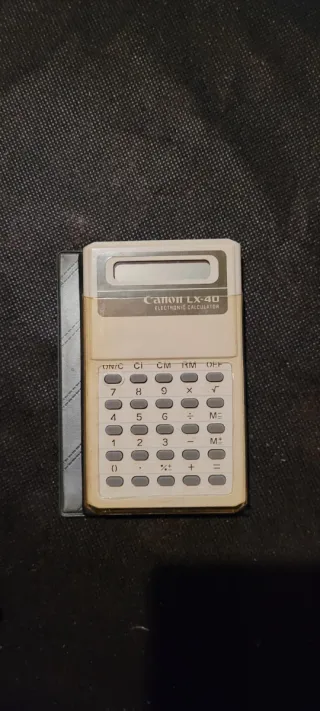 Canon LX-40
ELECTRONIC CALCULATOR
ON/C CI CM RM OFF
7 8 9 × √
4 5 6 ÷ M=
1 2 3 − M±
0 · %± + =